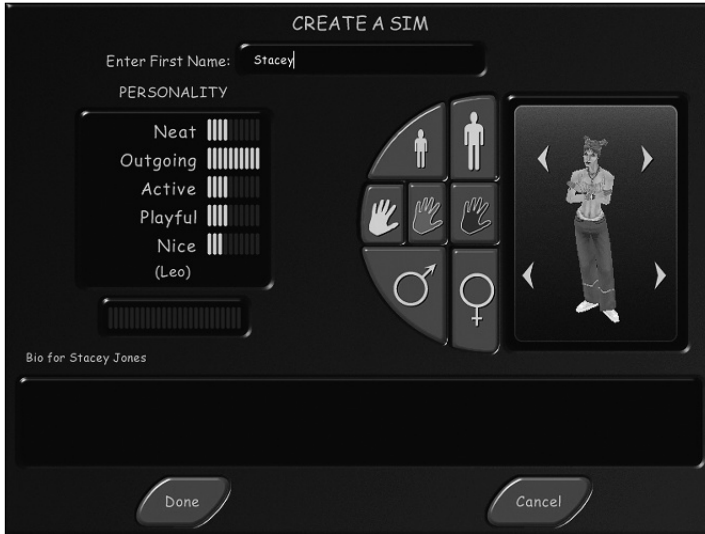 CREATE A SIM
Enter First Name: Stacey
PERSONALITY
Neat
Outgoing
Active
Playful
Nice
(Leo)
Bio for Stacey Jones
Done
Cancel